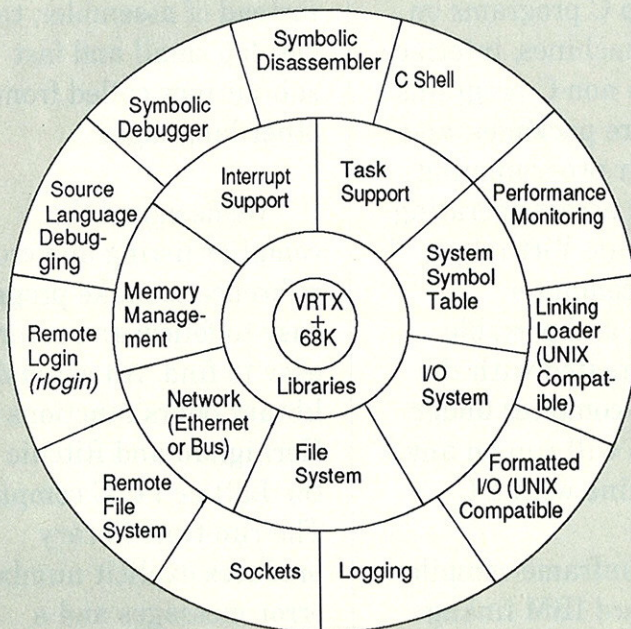 Symbolic
Disassembler
C Shell
Performance
Monitoring
Linking
Loader
(UNIX
Compat-
ible)
Formatted
I/O (UNIX
Compatible
Logging
Sockets
Remote
File
System
Remote
Login
(rlogin)
Source
Language
Debug-
ging
Symbolic
Debugger
Interrupt
Support
Task
Support
System
Symbol
Table
I/O
System
File
System
Network
(Ethernet
or Bus)
Memory
Manage-
ment
VRTX
+
68K
Libraries
C programs
IBM